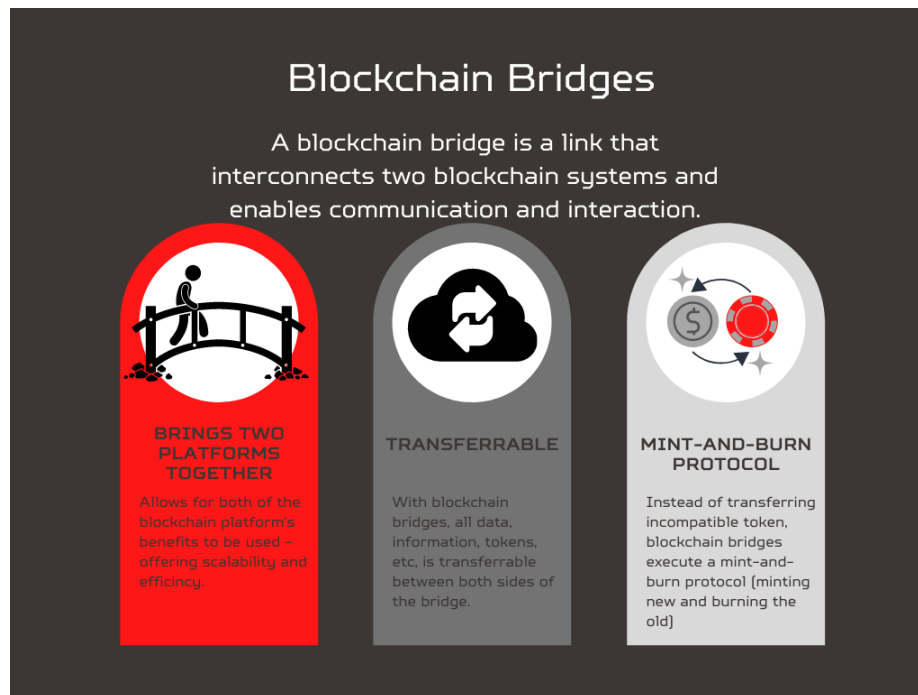 Blockchain Bridges
A blockchain bridge is a link that
interconnects two blockchain systems and
enables communication and interaction.
BRINGS TWO
PLATFORMS
TOGETHER
Allows for both of the
blockchain platform's
benefits to be used –
offering scalability and
efficincy.
TRANSFERRABLE
With blockchain
bridges, all data,
information, tokens,
etc, is transferrable
between both sides of
the bridge.
MINT-AND-BURN
PROTOCOL
Instead of transferring
incompatible token,
blockchain bridges
execute a mint-and-
burn protocol (minting
new and burning the
old)
$